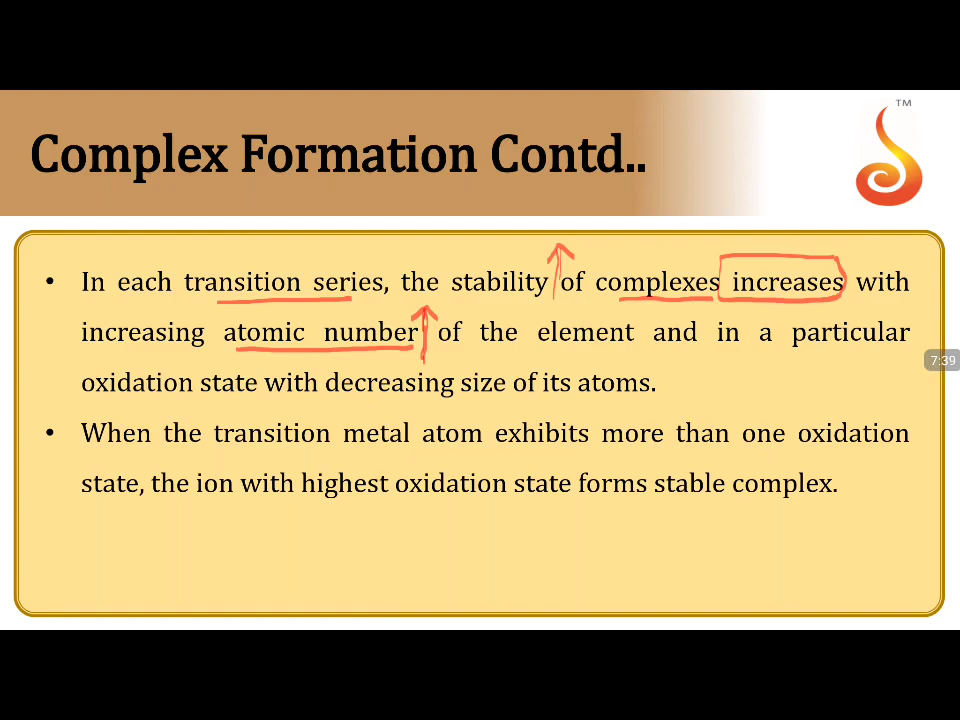 TM
Complex Formation Contd..
• In each transition series, the stability of complexes increases with
increasing atomic number of the element and in a particular
oxidation state with decreasing size of its atoms.
• When the transition metal atom exhibits more than one oxidation
state, the ion with highest oxidation state forms stable complex.
7:39